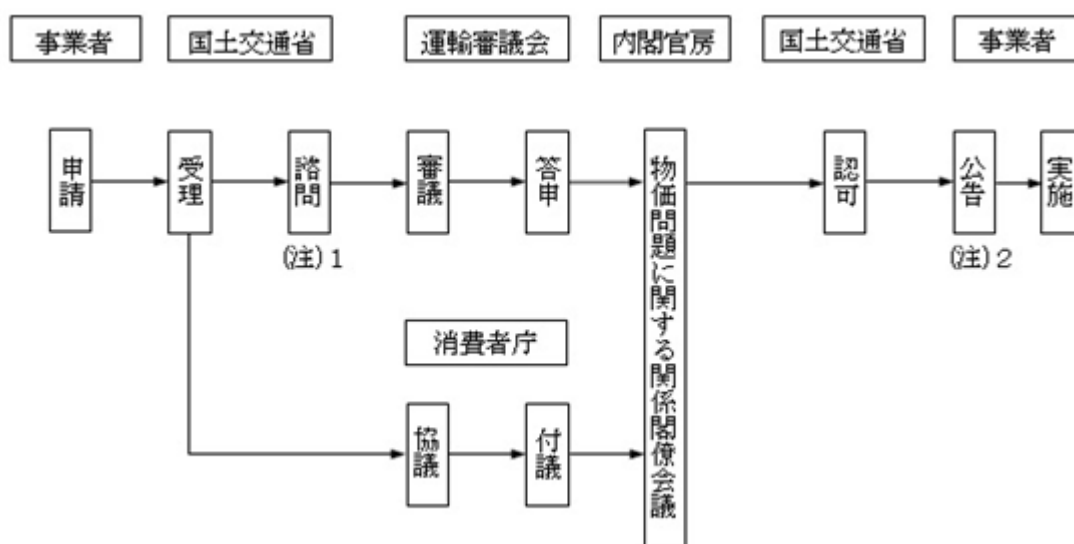 事業者
国土交通省
運輸審議会
内閣官房
国土交通省
事業者
申請
受理
諮問
審議
答申
物価問題に関する関係閣僚会議
認可
公告
実施
(注)1
(注)2
消費者庁
協議
付議